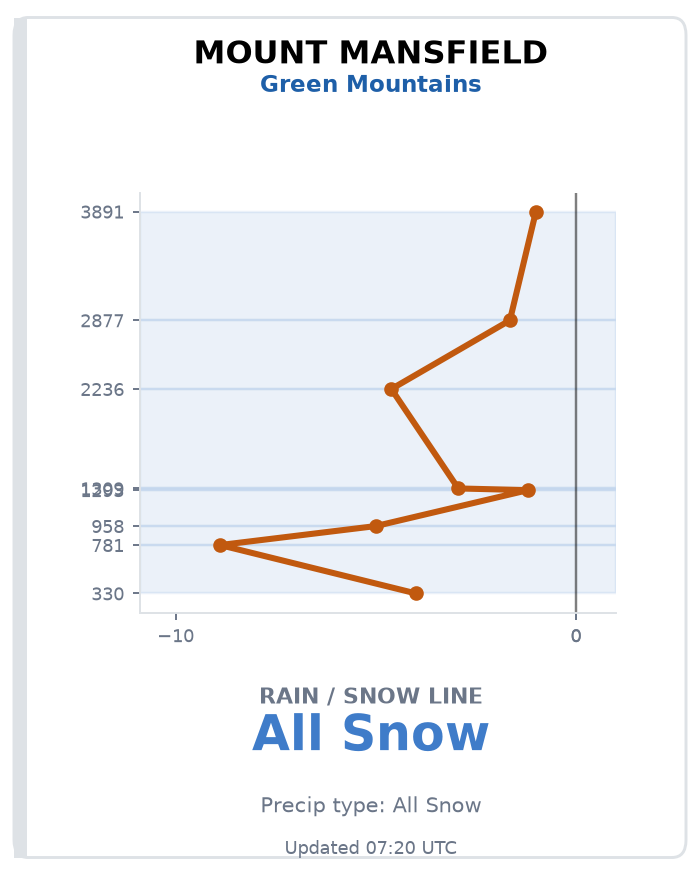 MOUNT MANSFIELD
Green Mountains
3891
2877
2236
958
781
330
−10
0
RAIN / SNOW LINE
All Snow
Precip type: All Snow
Updated 07:20 UTC